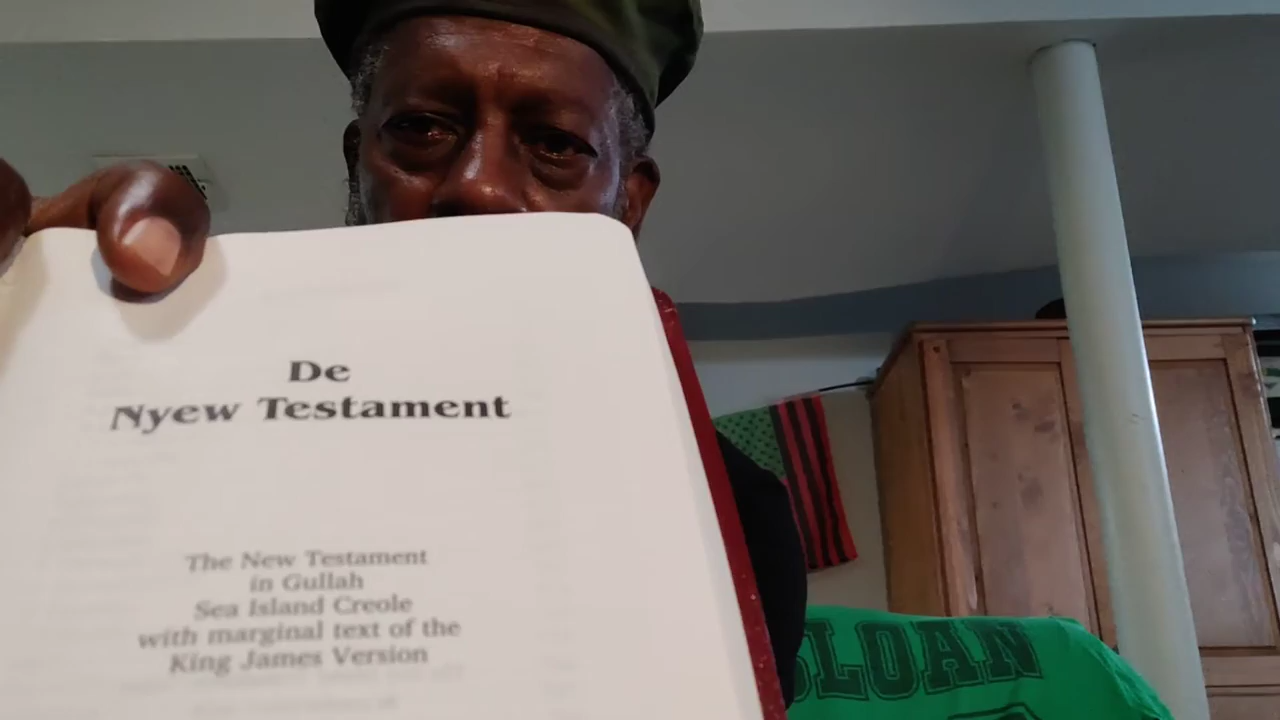 De
Nyew Testament
The New Testament
in Gullah
Sea Island Creole
with marginal text of the
King James Version
SLOAN